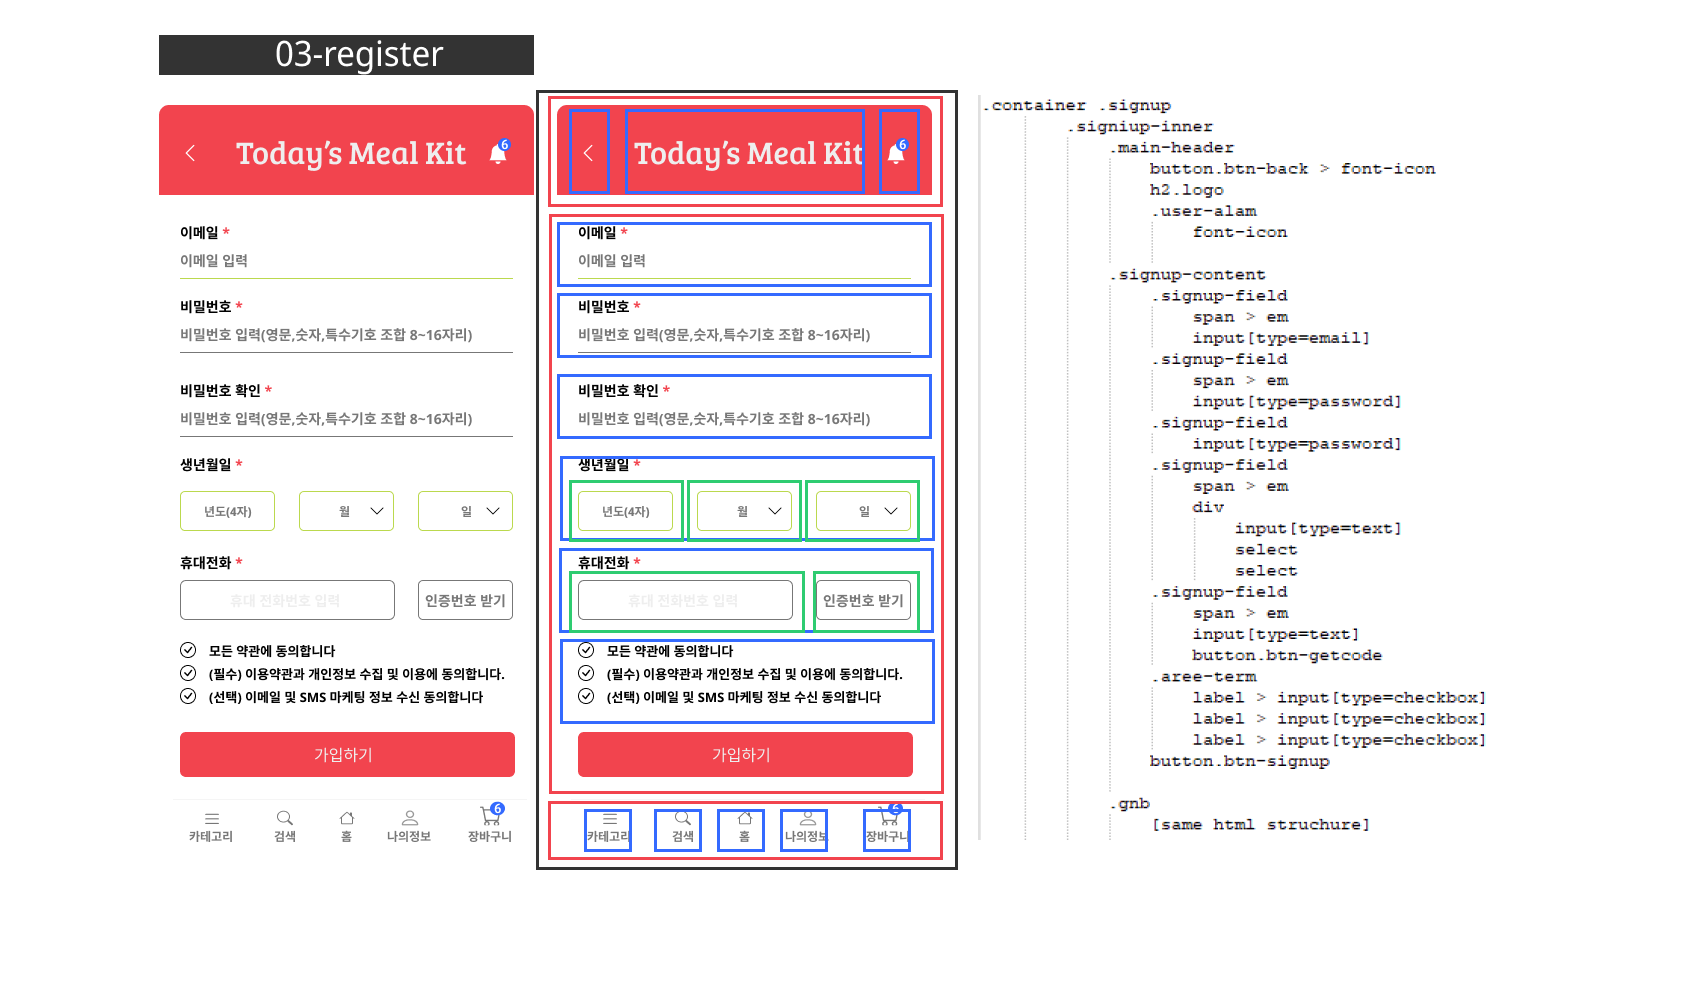 03-register
Today's Meal Kit
6
이메일 *
이메일 입력
비밀번호 *
비밀번호 입력(영문,숫자,특수기호 조합 8~16자리)
비밀번호 확인 *
비밀번호 입력(영문,숫자,특수기호 조합 8~16자리)
생년월일 *
년도(4자) 월 일
휴대전화 *
휴대 전화번호 입력 인증번호 받기
모든 약관에 동의합니다
(필수) 이용약관과 개인정보 수집 및 이용에 동의합니다.
(선택) 이메일 및 SMS 마케팅 정보 수신 동의합니다
가입하기
6
카테고리 검색 홈 나의정보 장바구니
Today's Meal Kit
6
이메일 *
이메일 입력
비밀번호 *
비밀번호 입력(영문,숫자,특수기호 조합 8~16자리)
비밀번호 확인 *
비밀번호 입력(영문,숫자,특수기호 조합 8~16자리)
생년월일 *
년도(4자) 월 일
휴대전화 *
휴대 전화번호 입력 인증번호 받기
모든 약관에 동의합니다
(필수) 이용약관과 개인정보 수집 및 이용에 동의합니다.
(선택) 이메일 및 SMS 마케팅 정보 수신 동의합니다
가입하기
6
카테고리 검색 홈 나의정보 장바구니
.container .signup
.signiup-inner
.main-header
button.btn-back > font-icon
h2.logo
.user-alam
font-icon
.signup-content
.signup-field
span > em
input[type=email]
.signup-field
span > em
input[type=password]
.signup-field
input[type=password]
.signup-field
span > em
div
input[type=text]
select
select
.signup-field
span > em
input[type=text]
button.btn-getcode
.aree-term
label > input[type=checkbox]
label > input[type=checkbox]
label > input[type=checkbox]
button.btn-signup
.gnb
[same html struchure]